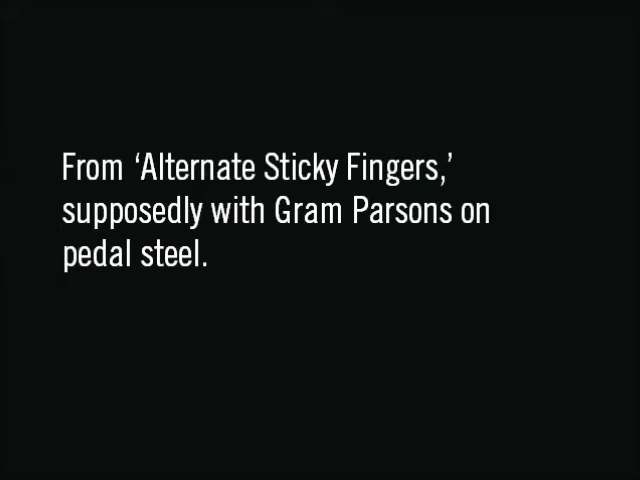 From ‘Alternate Sticky Fingers,’
supposedly with Gram Parsons on
pedal steel.